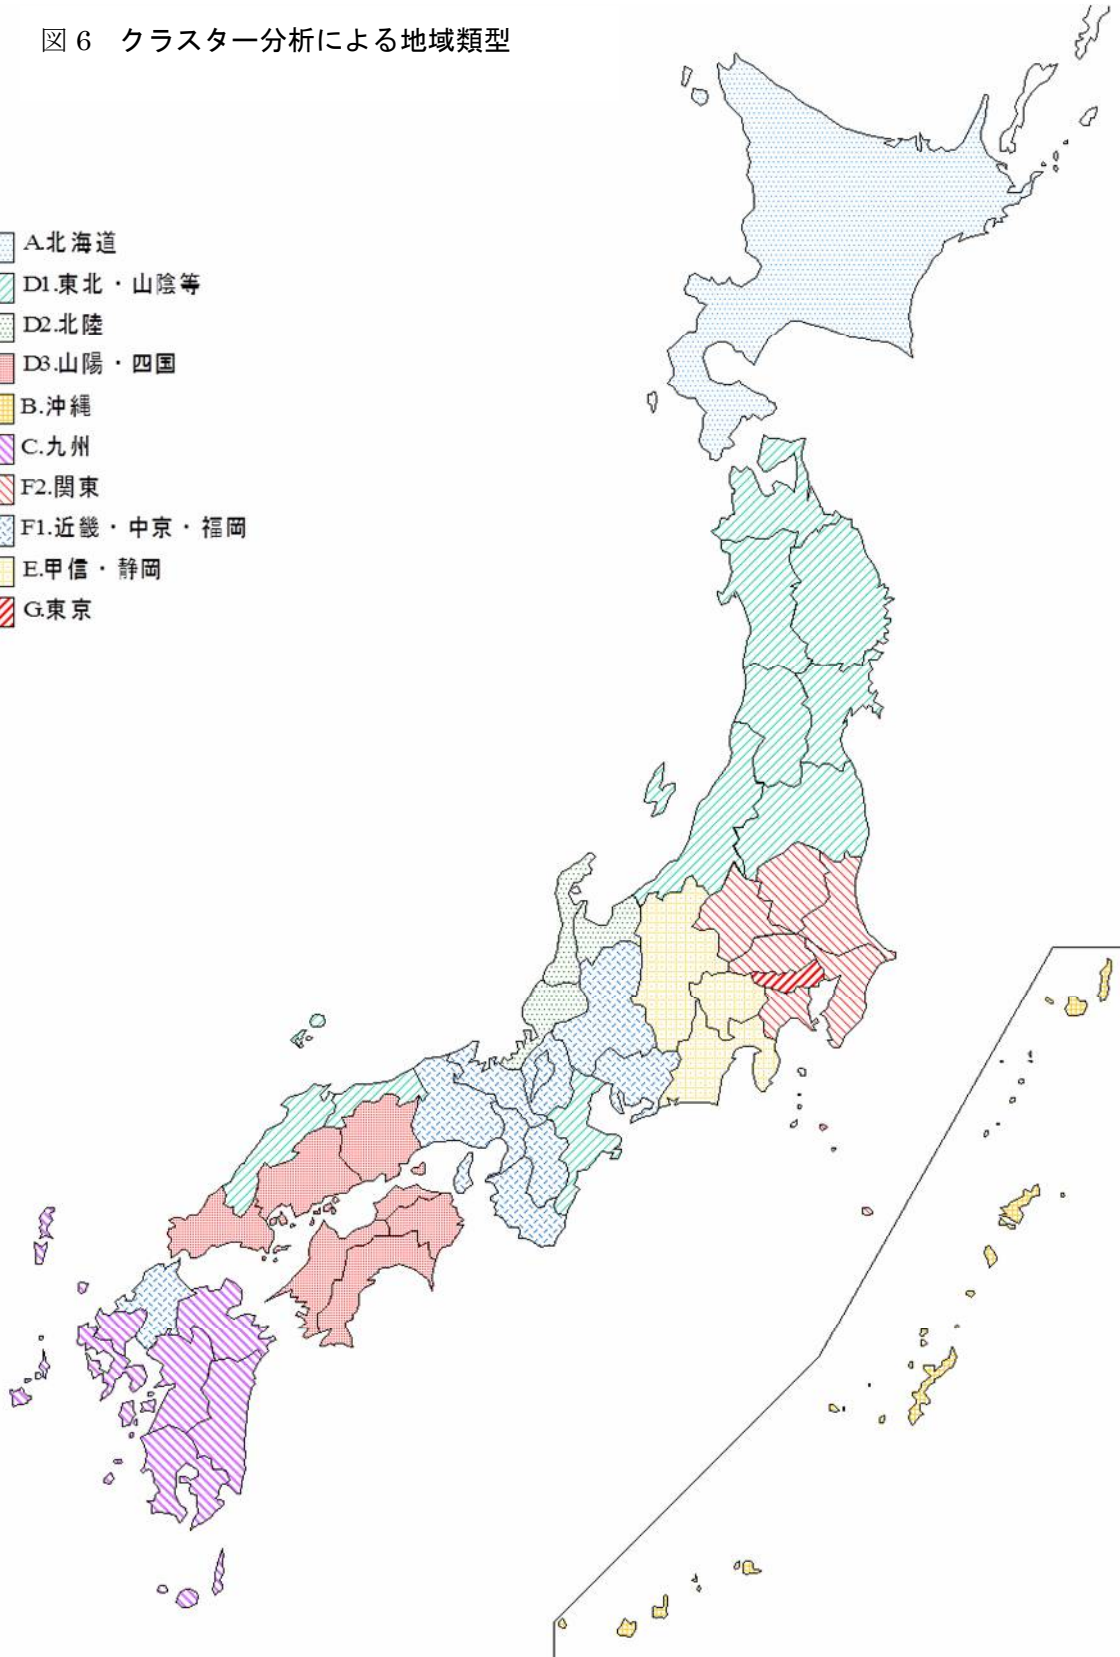 図 6　クラスター分析による地域類型
A.北海道
D1.東北・山陰等
D2.北陸
D3.山陽・四国
B.沖縄
C.九州
F2.関東
F1.近畿・中京・福岡
E.甲信・静岡
G.東京